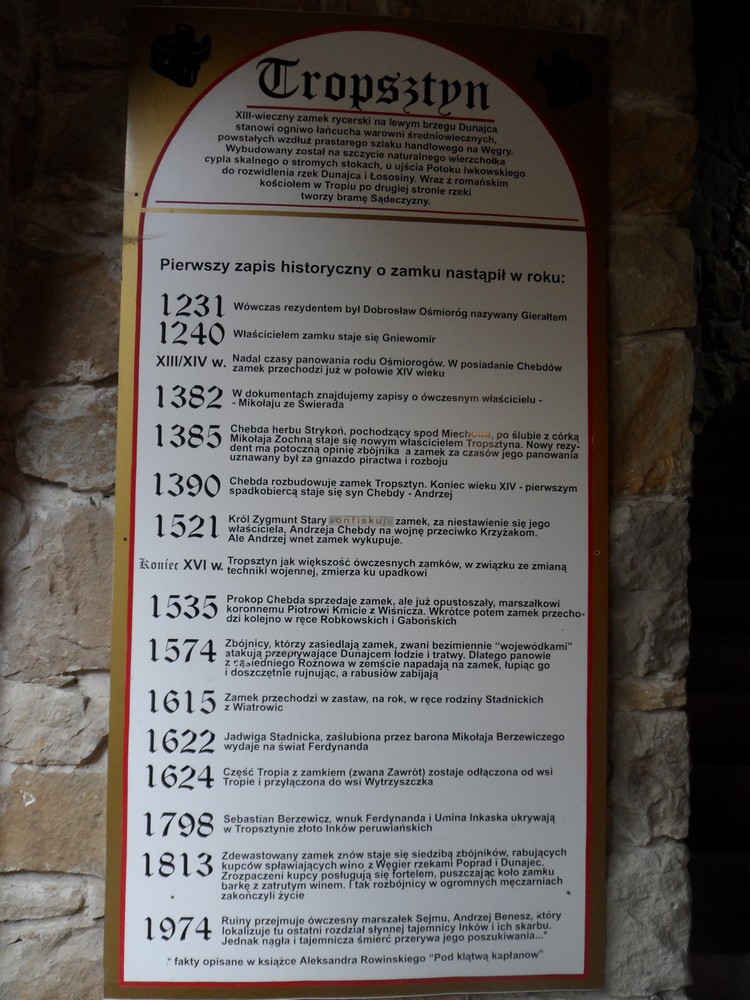 Tropsztyn
XIII-wieczny zamek rycerski na lewym brzegu Dunajca
stanowi ogniwo łańcucha warowni średniowiecznych,
powstałych wzdłuż prastarego szlaku handlowego na Węgry.
Wybudowany został na szczycie naturalnego wierzchołka
cypla skalnego o stromych stokach, u ujścia Potoku Iwkowskiego
do rozwidlenia rzek Dunajca i Łososiny. Wraz z romańskim
kościołem w Tropiu po drugiej stronie rzeki
tworzy bramę Sądeczyzny.
Pierwszy zapis historyczny o zamku nastąpił w roku:
1231 Wówczas rezydentem był Dobrosław Ośmioróg nazywany Gierałtem
1240 Właścicielem zamku staje się Gniewomir
XIII/XIV w. Nadal czasy panowania rodu Ośmiorogów. W posiadanie Chebdów
zamek przechodzi już w połowie XIV wieku
1382 W dokumentach znajdujemy zapisy o ówczesnym właścicielu -
- Mikołaju ze Świerada
1385 Chebda herbu Strykoń, pochodzący spod Miechowa, po ślubie z córką
Mikołaja Zochną staje się nowym właścicielem Tropsztyna. Nowy rezy-
dent ma potoczną opinię zbójnika a zamek za czasów jego panowania
uznawany był za gniazdo piractwa i rozboju
1390 Chebda rozbudowuje zamek Tropsztyn. Koniec wieku XIV - pierwszym
spadkobiercą staje się syn Chebdy - Andrzej
1521 Król Zygmunt Stary sonfiskuje zamek, za niestawienie się jego
właściciela, Andrzeja Chebdy na wojnę przeciwko Krzyżakom.
Ale Andrzej wnet zamek wykupuje.
Koniec XVI w. Tropsztyn jak większość ówczesnych zamków, w związku ze zmianą
techniki wojennej, zmierza ku upadkowi
1535 Prokop Chebda sprzedaje zamek, ale już opustoszały, marszałkowi
koronnemu Piotrowi Kmicie z Wiśnicza. Wkrótce potem zamek przecho-
dzi kolejno w ręce Robkowskich i Gabońskich
1574 Zbójnicy, którzy zasiedlają zamek, zwani bezimiennie "wojewódkami"
atakują przepływające Dunajcem łodzie i tratwy. Dlatego panowie
z sąsiedniego Rożnowa w zemście napadają na zamek, łupiąc go
i doszczętnie rujnując, a rabusiów zabijają
1615 Zamek przechodzi w zastaw, na rok, w ręce rodziny Stadnickich
z Wiatrowic
1622 Jadwiga Stadnicka, zaślubiona przez barona Mikołaja Berzewiczego
wydaje na świat Ferdynanda
1624 Część Tropia z zamkiem (zwana Zawrót) zostaje odłączona od wsi
Tropie i przyłączona do wsi Wytrzyszczka
1798 Sebastian Berzewicz, wnuk Ferdynanda i Umina Inkaska ukrywają
w Tropsztynie złoto Inków peruwiańskich
1813 Zdewastowany zamek znów staje się siedzibą zbójników, rabujących
kupców spławiających wino z Węgier rzekami Poprad i Dunajec.
Zrozpaczeni kupcy posługują się fortelem, puszczając koło zamku
barkę z zatrutym winem. I tak rozbójnicy w ogromnych męczarniach
zakończyli życie
1974 Ruiny przejmuje ówczesny marszałek Sejmu, Andrzej Benesz, który
lokalizuje tu ostatni rozdział słynnej tajemnicy Inków i ich skarbu.
Jednak nagła i tajemnicza śmierć przerywa jego poszukiwania..."
" fakty opisane w książce Aleksandra Rowinskiego "Pod klątwą kapłanow"